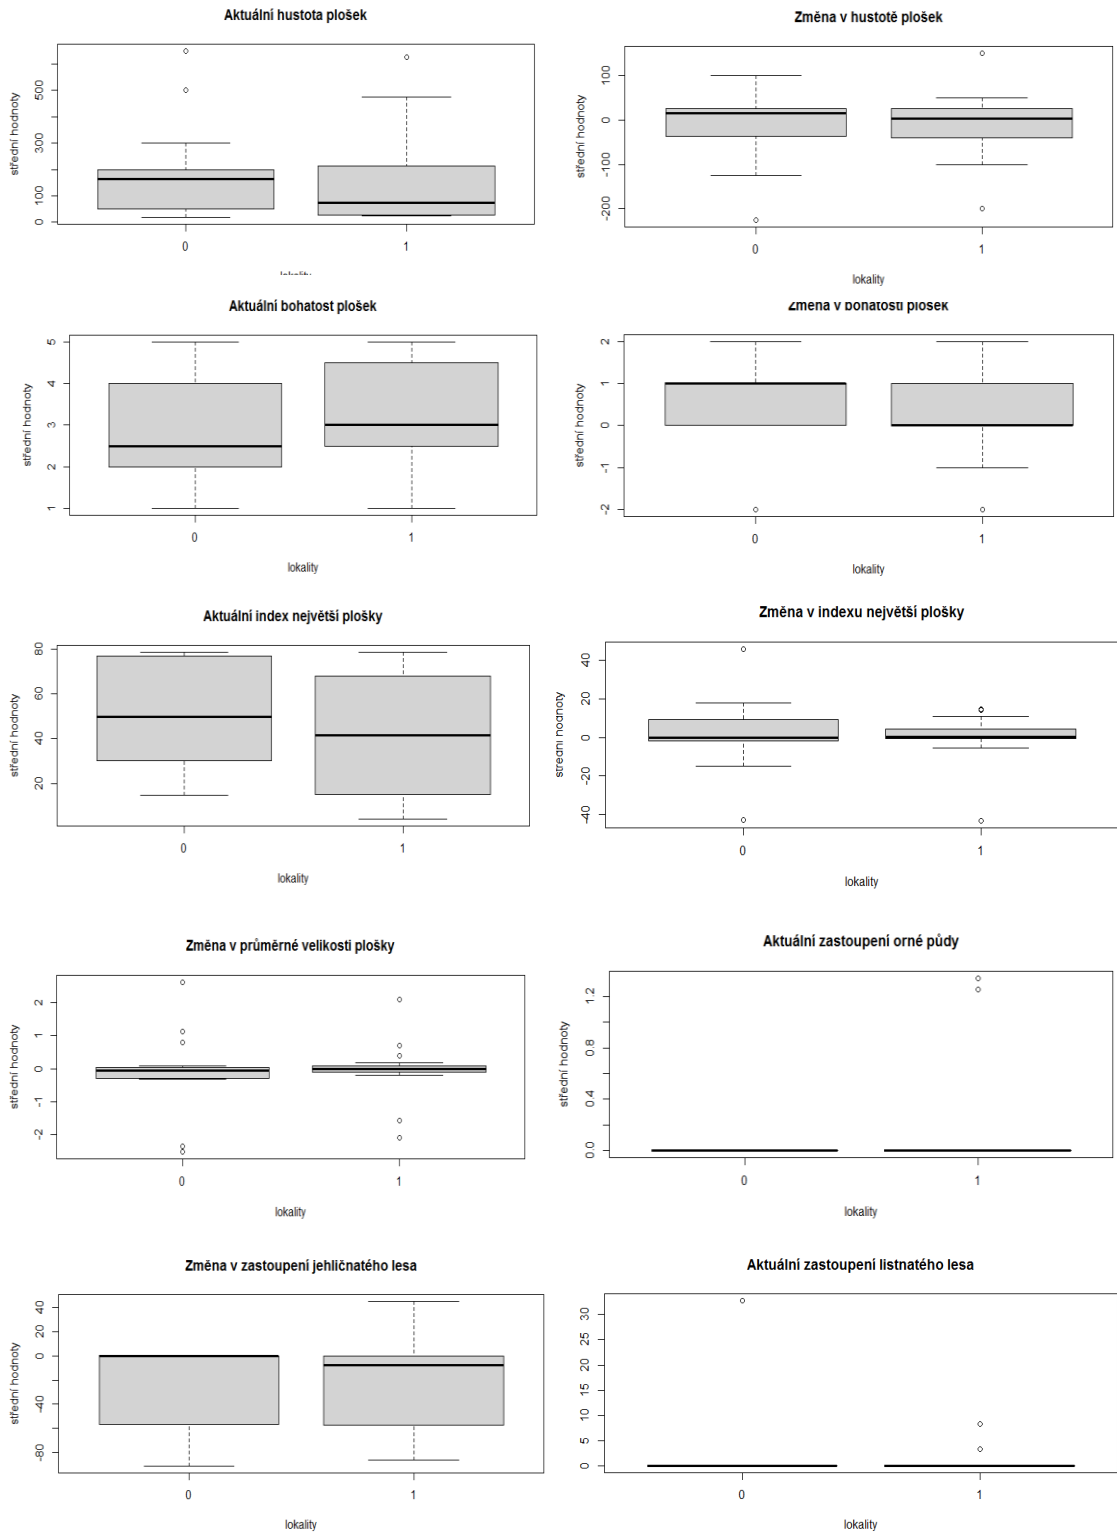 Aktuální hustota plošek
Změna v hustotě plošek
střední hodnoty
500
300
100
0
0
1
lokality
střední hodnoty
100
0
-100
-200
0
1
lokality
Aktuální bohatost plošek
Změna v bohatosti plošek
střední hodnoty
5
4
3
2
1
0
1
lokality
střední hodnoty
2
1
0
-1
-2
0
1
lokality
Aktuální index největší plošky
Změna v indexu největší plošky
střední hodnoty
80
60
40
20
0
1
lokality
střední hodnoty
40
20
0
-20
-40
0
1
lokality
Změna v průměrné velikosti plošky
Aktuální zastoupení orné půdy
střední hodnoty
2
1
0
-1
-2
0
1
lokality
střední hodnoty
1.2
0.8
0.4
0.0
0
1
lokality
Změna v zastoupení jehličnatého lesa
Aktuální zastoupení listnatého lesa
střední hodnoty
40
20
0
-40
-80
0
1
lokality
30
25
20
15
10
5
0
0
1
lokality